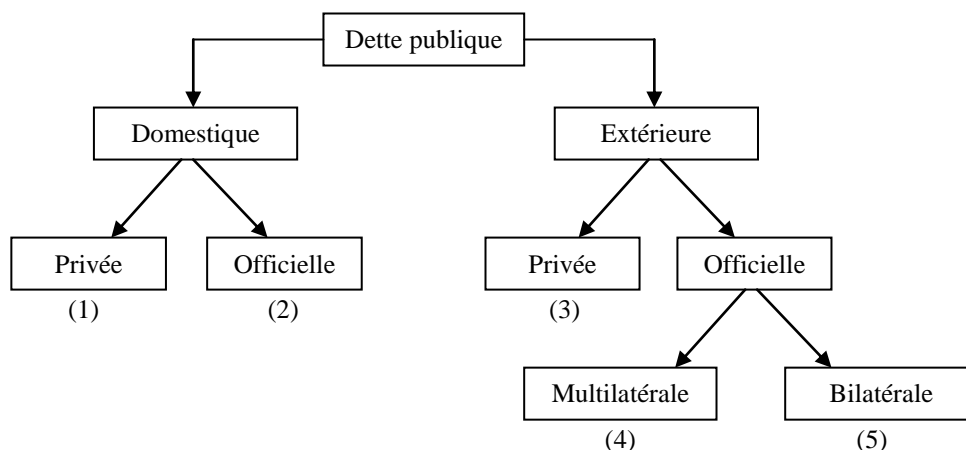 Dette publique
Domestique
Extérieure
Privée
Officielle
Privée
Officielle
(1)
(2)
(3)
Multilatérale
Bilatérale
(4)
(5)